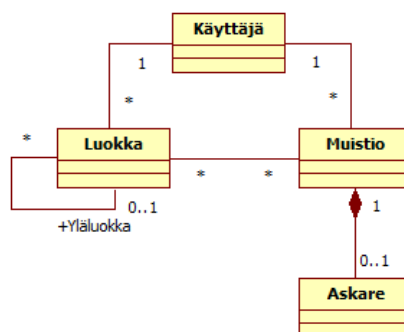 Käyttäjä
1
1
*
*
*
Luokka
Muistio
*
*
0..1
+Yläluokka
1
0..1
Askare